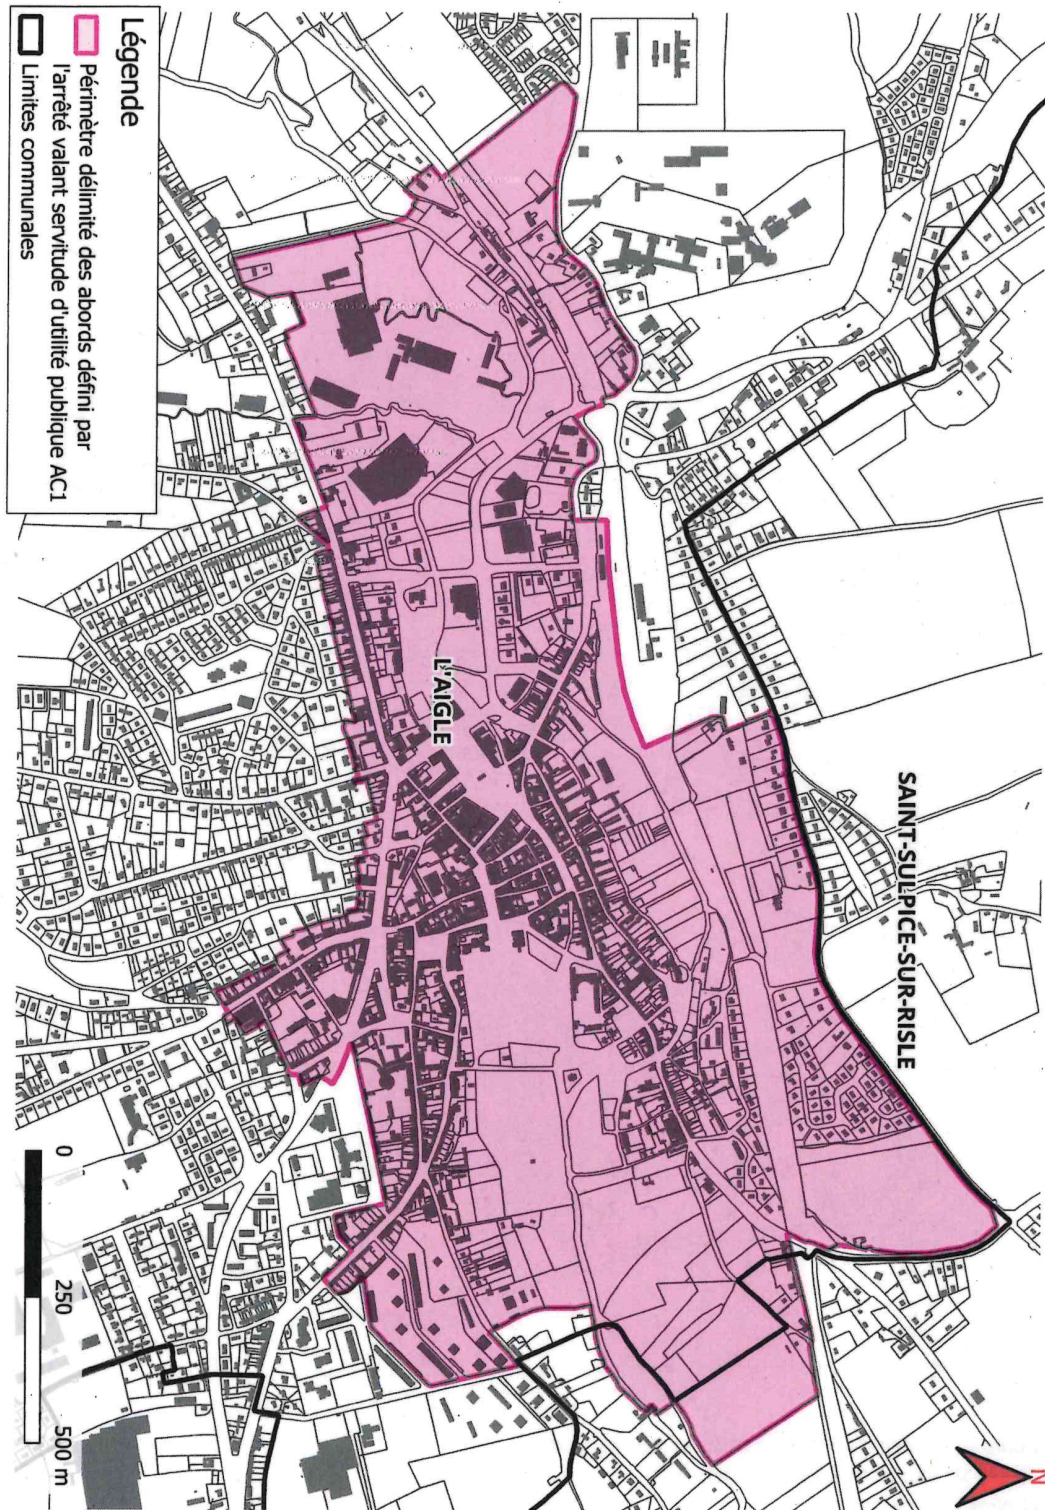 Légende
Périmètre délimité des abords défini par
l'arrêté valant servitude d'utilité publique AC1
Limites communales
L'AIGLE
SAINT-SULPICE-SUR-RISLE
0 250 500 m
N